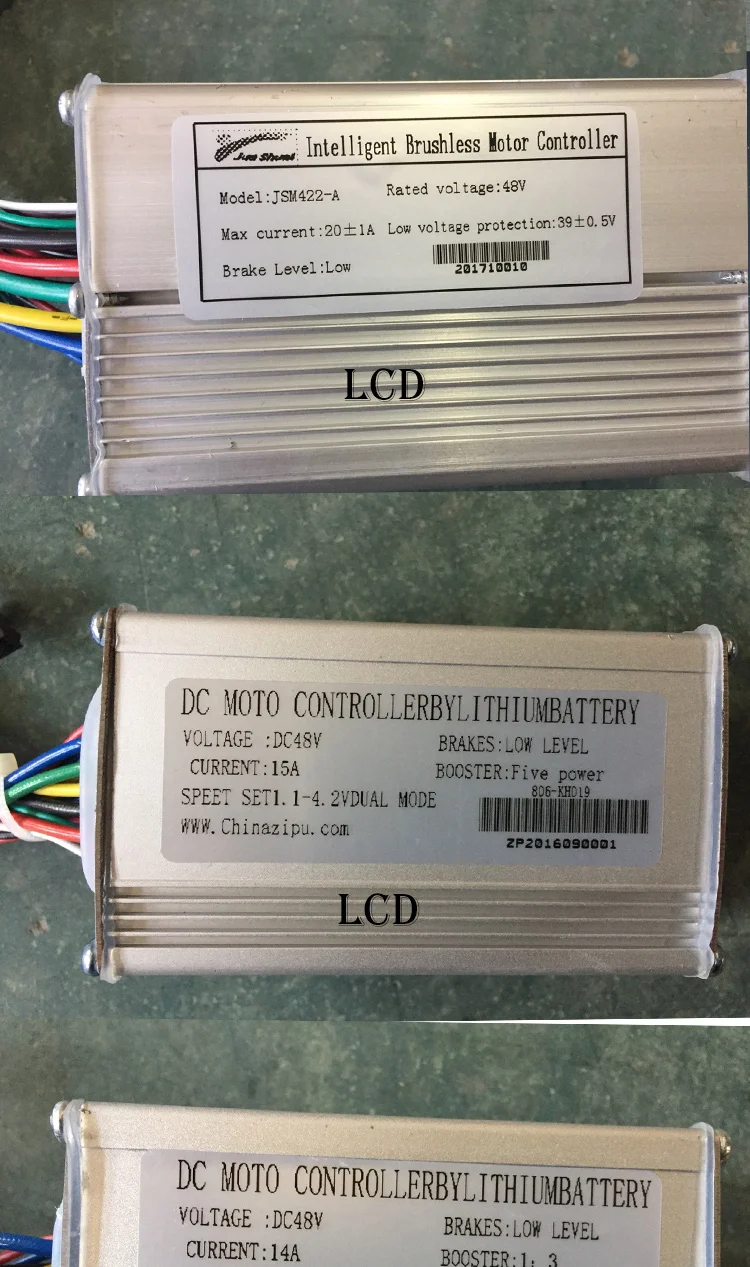 Jin Shumi
Intelligent Brushless Motor Controller
Model:JSM422-A Rated voltage:48V
Max current:20±1A Low voltage protection:39±0.5V
Brake Level:Low
201710010
LCD
DC MOTO CONTROLLERBYLITHIUMBATTERY
VOLTAGE :DC48V BRAKES:LOW LEVEL
CURRENT:15A BOOSTER:Five power
806-KH019
SPEET SET1.1-4.2VDUAL MODE
WWW.Chinazipu.com
ZP2016090001
LCD
DC MOTO CONTROLLERBYLITHIUMBATTERY
VOLTAGE :DC48V BRAKES:LOW LEVEL
CURRENT:14A BOOSTER:1: 3